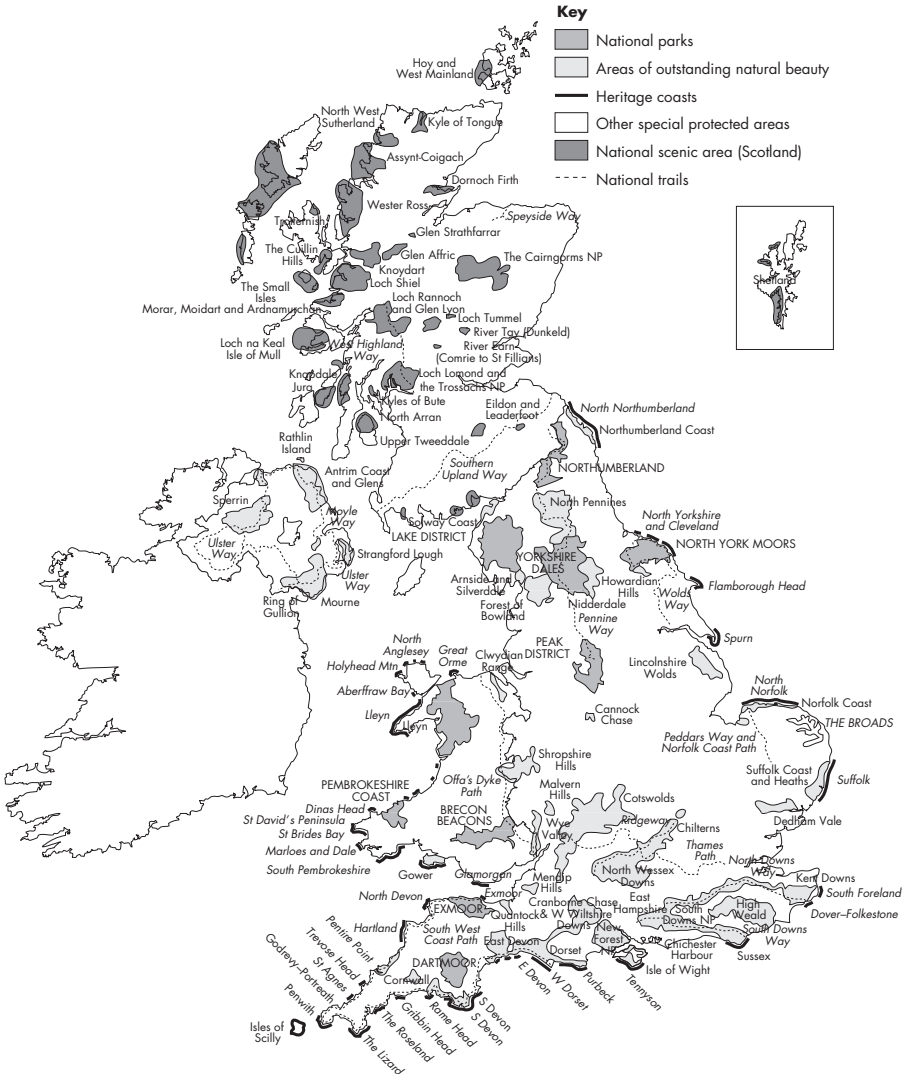 Key
National parks
Areas of outstanding natural beauty
Heritage coasts
Other special protected areas
National scenic area (Scotland)
National trails
Hoy and
West Mainland
North West
Sutherland
Kyle of Tongue
Assynt-Coigach
Dornoch Firth
Wester Ross
Speyside Way
Trotternish
Glen Strathfarrar
Shetland
The Cuillin
Hills
Glen Affric
The Cairngorms NP
Knoydart
Loch Shiel
The Small
Isles
Morar, Moidart and Ardnamurchan
Loch Rannoch
and Glen Lyon
Loch Tummel
River Tay (Dunkeld)
Loch na Keal
Isle of Mull
West Highland
Way
River Earn
(Comrie to St Fillians)
Knapdale
Jura
Loch Lomond and
the Trossachs NP
Kyles of Bute
North Arran
Eildon and
Leaderfoot
North Northumberland
Northumberland Coast
Upper Tweeddale
Rathlin
Island
Southern
Upland Way
NORTHUMBERLAND
Antrim Coast
and Glens
Sperrin
North Pennines
Moyle
Way
Solway Coast
LAKE DISTRICT
North Yorkshire
and Cleveland
NORTH YORK MOORS
Ulster
Way
Strangford Lough
YORKSHIRE
DALES
Ulster
Way
Arnside and
Silverdale
Howardian
Hills
Flamborough Head
Ring of
Gullion
Mourne
Forest of
Bowland
Nidderdale
Wolds
Way
Pennine
Way
Spurn
North
Anglesey
Great
Orme
Clwydian
Range
PEAK
DISTRICT
Holyhead Mtn
Lincolnshire
Wolds
Aberffraw Bay
North
Norfolk
Lleyn
Lleyn
Cannock
Chase
Norfolk Coast
THE BROADS
Peddars Way and
Norfolk Coast Path
Shropshire
Hills
PEMBROKESHIRE
COAST
Offa's Dyke
Path
Malvern
Hills
Suffolk Coast
and Heaths
Suffolk
Dinas Head
St David's Peninsula
St Brides Bay
BRECON
BEACONS
Cotswolds
Wye
Valley
Ridgeway
Chilterns
Dedham Vale
Marloes and Dale
South Pembrokeshire
Thames
Path
Gower
Glamorgan
Mendip
Hills
North Wessex
Downs
North Downs
Way
Kent Downs
South Foreland
North Devon
Exmoor
EXMOOR
Quantock
Hills
Cranborne Chase
& W Wiltshire
Downs
East
Hampshire
South
Downs NP
High
Weald
Dover–Folkestone
Hartland
South West
Coast Path
East Devon
Dorset
New
Forest
NP
Chichester
Harbour
South Downs
Way
Sussex
Isle of Wight
Pentire Point
Trevose Head
St Agnes
Godrevy–Portreath
Penwith
DARTMOOR
Cornwall
E Devon
W Dorset
Purbeck
Tennyson
Isles of
Scilly
The Lizard
The Roseland
Gribbin Head
Rame Head
S Devon
S Devon